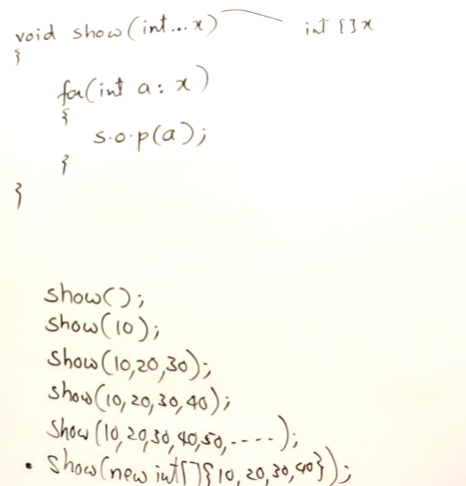 void show(int...x) int []x
{
for(int a: x)
{
s.o.p(a);
}
}
show();
show(10);
show(10,20,30);
show(10,20,30,40);
show(10,20,30,40,50,----);
• show(new int[]{10,20,30,40});